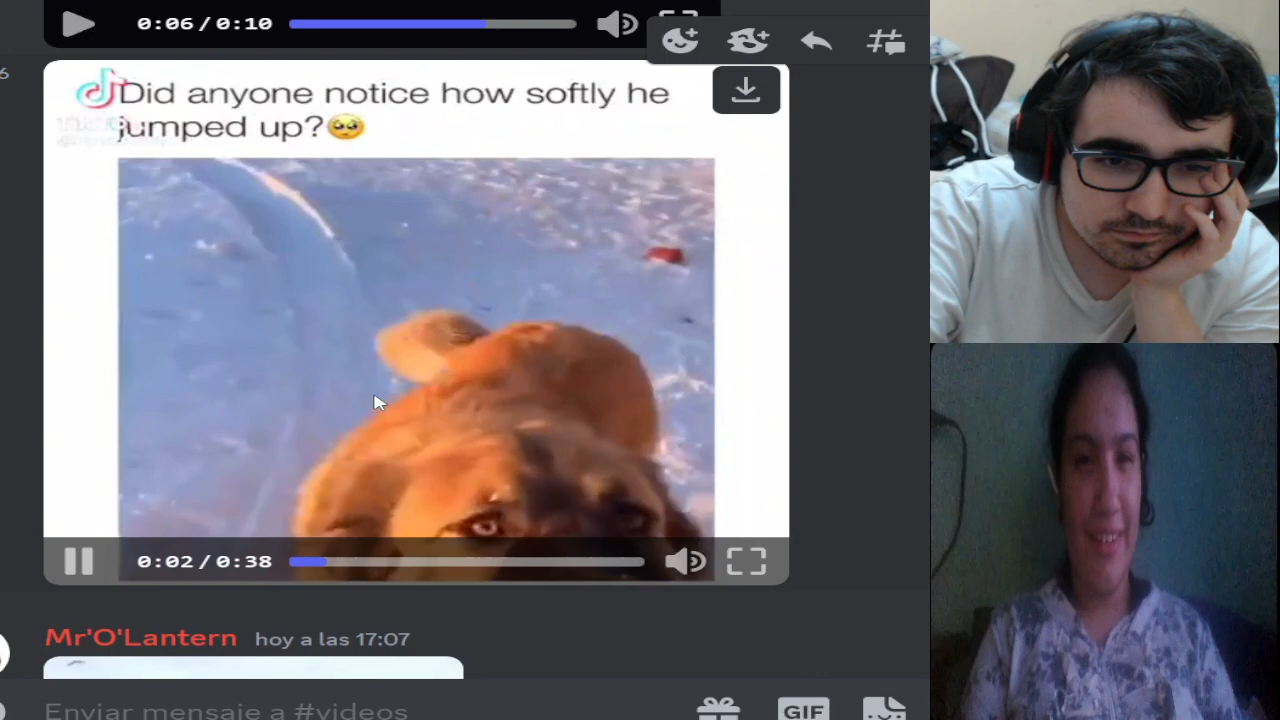 0:06/0:10
Did anyone notice how softly he
jumped up?🥺
0:02/0:38
Mr'O'Lantern hoy a las 17:07
Enviar mensaje a #videos
GIF